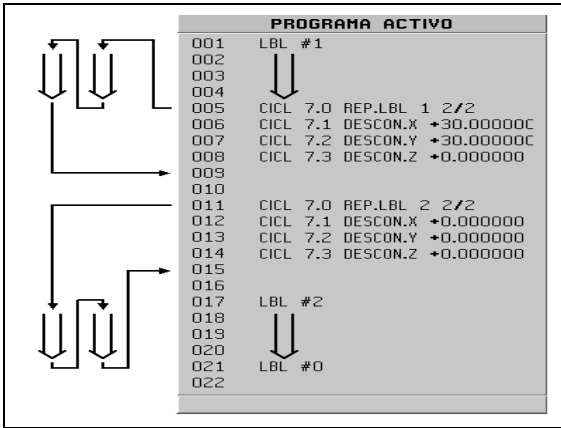 PROGRAMA ACTIVO
001 LBL #1
002
003
004
005 CICL 7.0 REP.LBL 1 2/2
006 CICL 7.1 DESCON.X +30.00000C
007 CICL 7.2 DESCON.Y +30.00000C
008 CICL 7.3 DESCON.Z +0.000000
009
010
011 CICL 7.0 REP.LBL 2 2/2
012 CICL 7.1 DESCON.X +0.000000
013 CICL 7.2 DESCON.Y +0.000000
014 CICL 7.3 DESCON.Z +0.000000
015
016
017 LBL #2
018
019
020
021 LBL #0
022